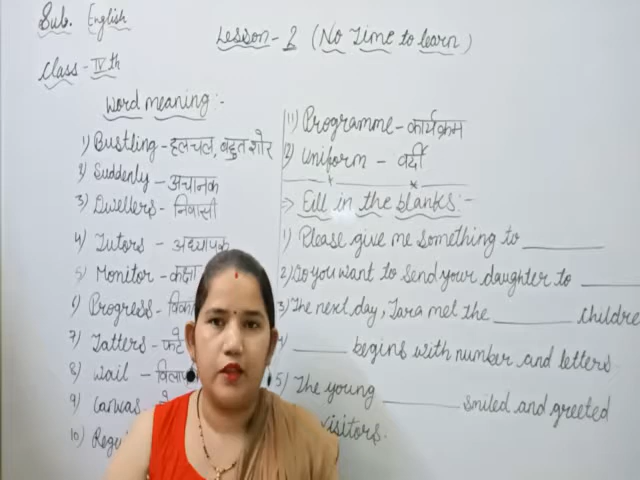 Sub. English
Lesson - 2 (No Time to learn)
Class - IVth
Word meaning :-
1) Bustling - हलचल, बहुत शोर
2) Suddenly - अचानक
3) Dwellers - निवासी
4) Tutors - अध्यापक
5) Monitor - कक्षा
6) Progress -
7) Tatters - फटे
8) Wail - विलाप
9) Canvas -
10)
11) Programme - कार्यक्रम
12) Uniform - वर्दी
=> Fill in the blanks :-
1) Please give me something to ________
2) Do you want to send your daughter to ________
3) The next day, Tara met the ________ childre
4) ________ begins with number and letters.
5) The young ________ smiled and greeted
visitors.